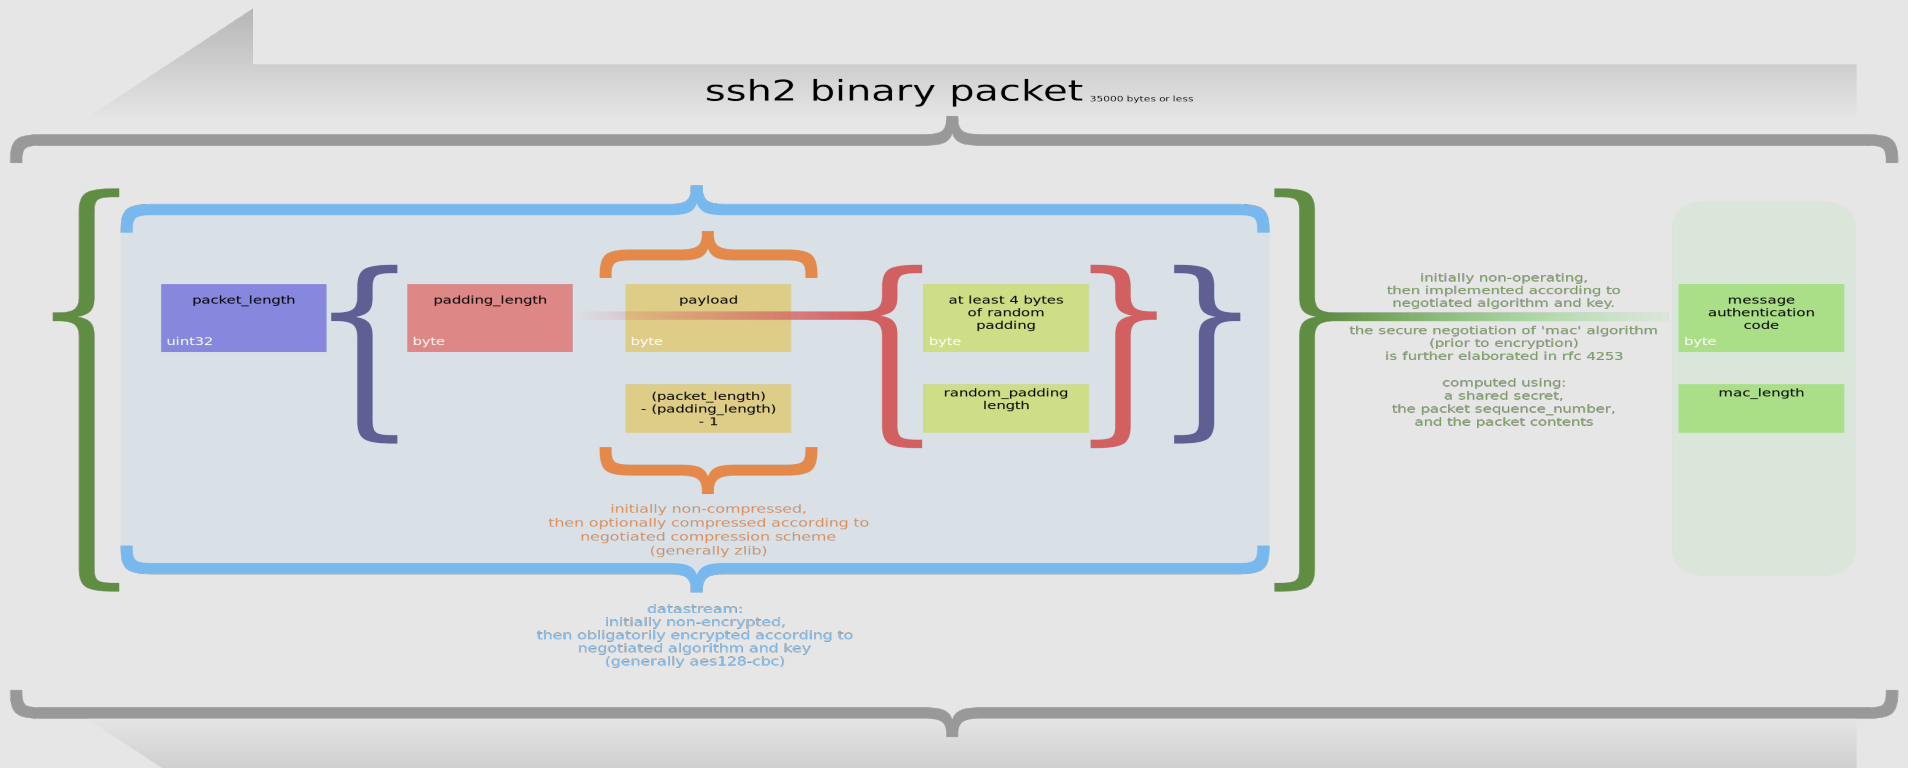 ssh2 binary packet 35000 bytes or less
packet_length
uint32
padding_length
byte
payload
byte
(packet_length)
- (padding_length)
- 1
at least 4 bytes
of random
padding
byte
random_padding
length
initially non-operating,
then implemented according to
negotiated algorithm and key.
the secure negotiation of 'mac' algorithm
(prior to encryption)
is further elaborated in rfc 4253
computed using:
a shared secret,
the packet sequence_number,
and the packet contents
message
authentication
code
byte
mac_length
initially non-compressed,
then optionally compressed according to
negotiated compression scheme
(generally zlib)
datastream:
initially non-encrypted,
then obligatorily encrypted according to
negotiated algorithm and key
(generally aes128-cbc)